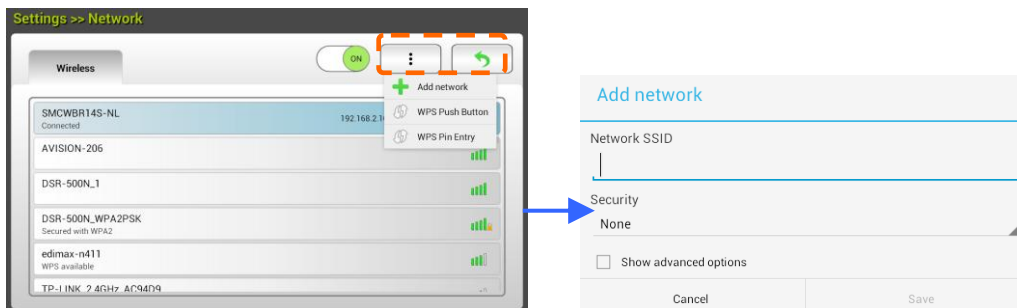 Settings >> Network
Wireless
ON
Add network
WPS Push Button
WPS Pin Entry
SMCWBR14S-NL
Connected
192.168.2.1
AVISION-206
DSR-500N_1
DSR-500N_WPA2PSK
Secured with WPA2
edimax-n411
WPS available
TP-LINK_2.4GHz_AC94D9
Add network
Network SSID
Security
None
Show advanced options
Cancel
Save